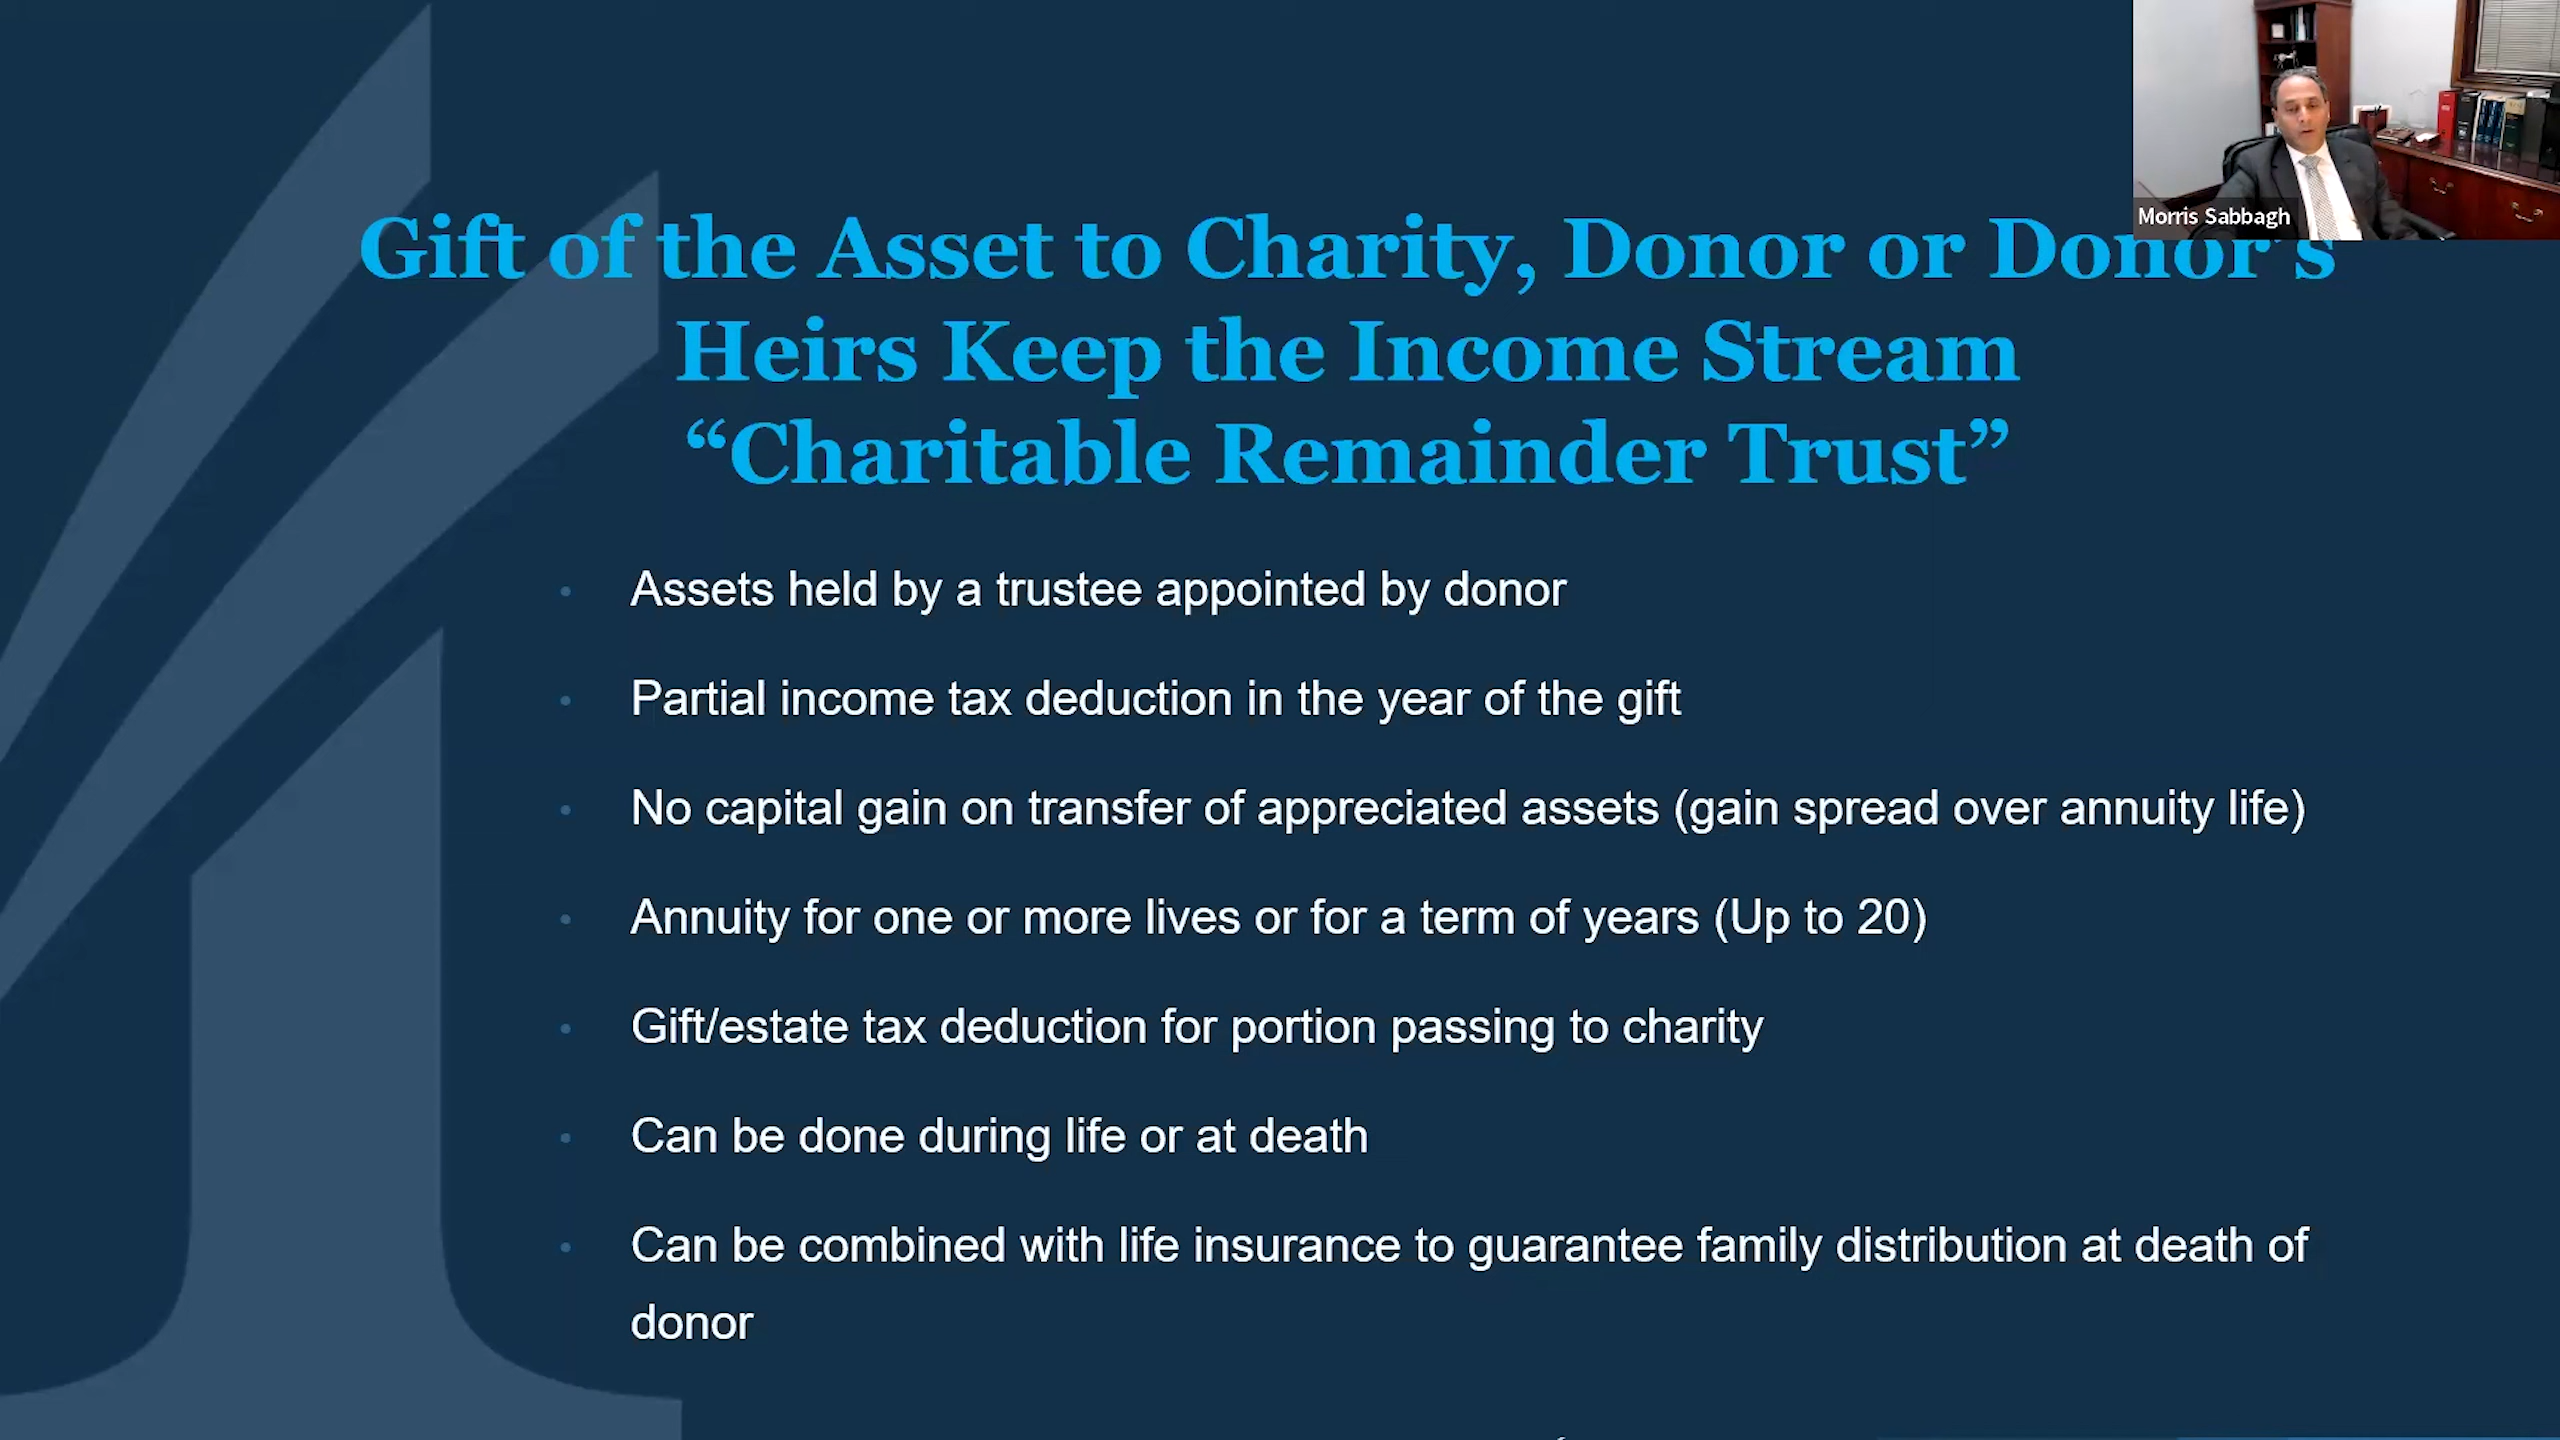 Morris Sabbagh
Gift of the Asset to Charity, Donor or Donor's
Heirs Keep the Income Stream
“Charitable Remainder Trust”
• Assets held by a trustee appointed by donor
• Partial income tax deduction in the year of the gift
• No capital gain on transfer of appreciated assets (gain spread over annuity life)
• Annuity for one or more lives or for a term of years (Up to 20)
• Gift/estate tax deduction for portion passing to charity
• Can be done during life or at death
• Can be combined with life insurance to guarantee family distribution at death of
donor